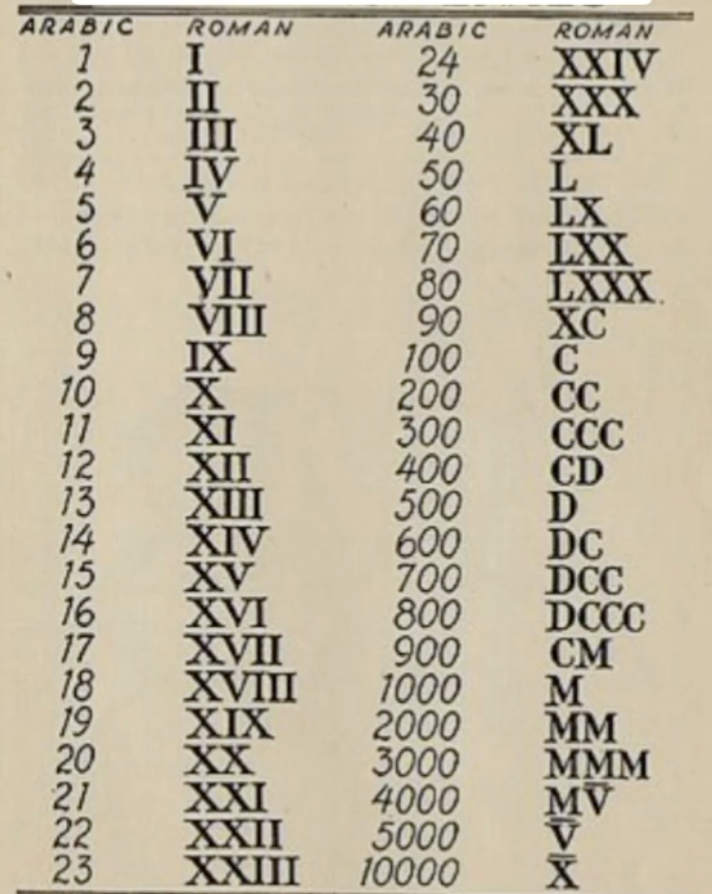 ARABIC ROMAN ARABIC ROMAN
1 I 24 XXIV
2 II 30 XXX
3 III 40 XL
4 IV 50 L
5 V 60 LX
6 VI 70 LXX
7 VII 80 LXXX
8 VIII 90 XC
9 IX 100 C
10 X 200 CC
11 XI 300 CCC
12 XII 400 CD
13 XIII 500 D
14 XIV 600 DC
15 XV 700 DCC
16 XVI 800 DCCC
17 XVII 900 CM
18 XVIII 1000 M
19 XIX 2000 MM
20 XX 3000 MMM
21 XXI 4000 MV̅
22 XXII 5000 V̅
23 XXIII 10000 X̅